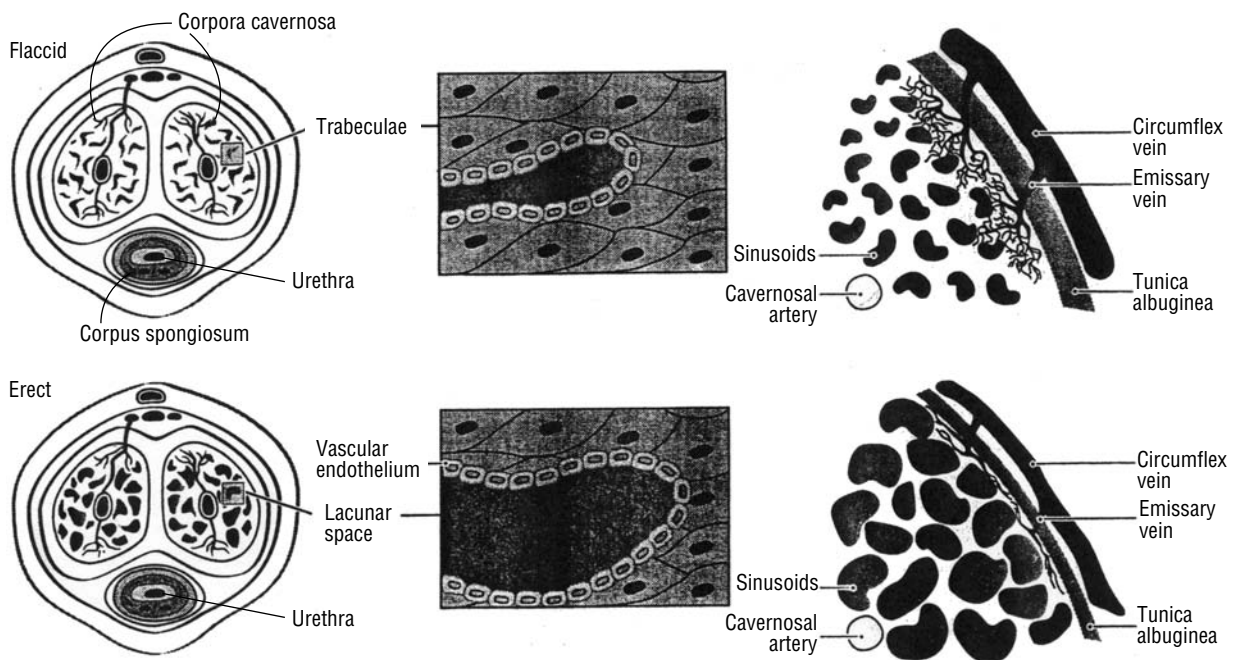 Corpora cavernosa
Flaccid
Trabeculae
Circumflex
vein
Emissary
vein
Sinusoids
Urethra
Cavernosal
artery
Tunica
albuginea
Corpus spongiosum
Erect
Vascular
endothelium
Lacunar
space
Circumflex
vein
Emissary
vein
Sinusoids
Urethra
Cavernosal
artery
Tunica
albuginea